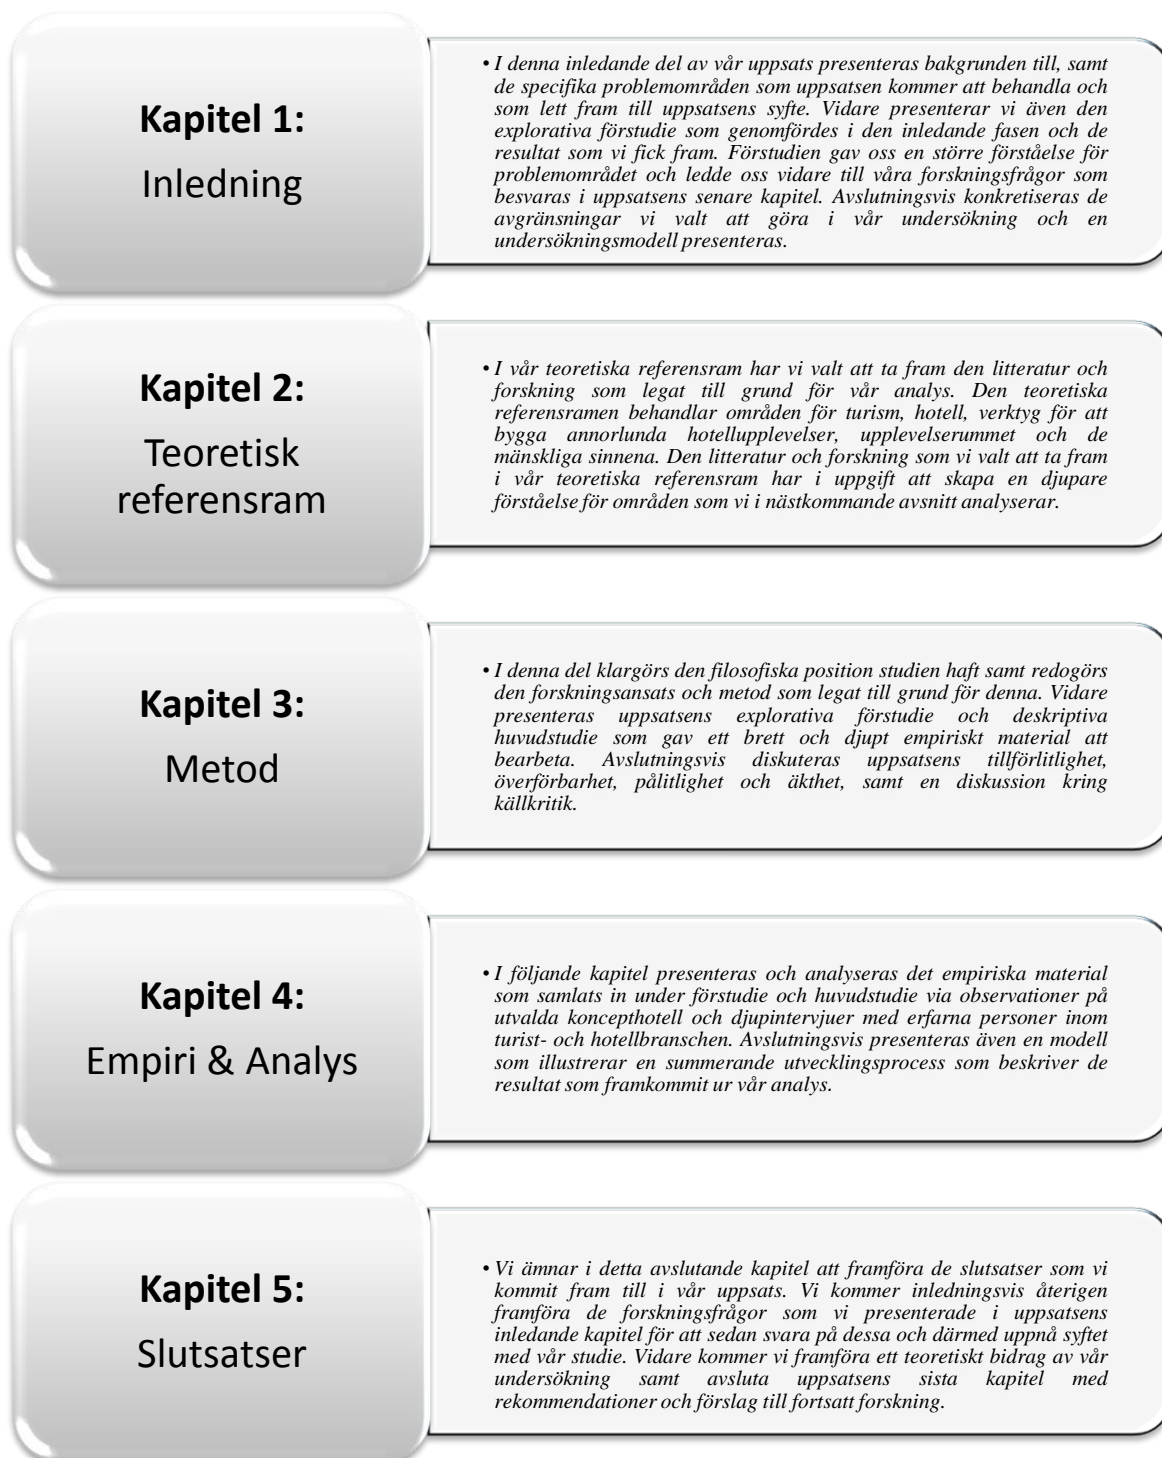 Kapitel 1:
Inledning
• I denna inledande del av vår uppsats presenteras bakgrunden till, samt
de specifika problemområden som uppsatsen kommer att behandla och
som lett fram till uppsatsens syfte. Vidare presenterar vi även den
explorativa förstudie som genomfördes i den inledande fasen och de
resultat som vi fick fram. Förstudien gav oss en större förståelse för
problemområdet och ledde oss vidare till våra forskningsfrågor som
besvaras i uppsatsens senare kapitel. Avslutningsvis konkretiseras de
avgränsningar vi valt att göra i vår undersökning och en
undersökningsmodell presenteras.
Kapitel 2:
Teoretisk
referensram
• I vår teoretiska referensram har vi valt att ta fram den litteratur och
forskning som legat till grund för vår analys. Den teoretiska
referensramen behandlar områden för turism, hotell, verktyg för att
bygga annorlunda hotellupplevelser, upplevelserummet och de
mänskliga sinnena. Den litteratur och forskning som vi valt att ta fram
i vår teoretiska referensram har i uppgift att skapa en djupare
förståelse för områden som vi i nästkommande avsnitt analyserar.
Kapitel 3:
Metod
• I denna del klargörs den filosofiska position studien haft samt redogörs
den forskningsansats och metod som legat till grund för denna. Vidare
presenteras uppsatsens explorativa förstudie och deskriptiva
huvudstudie som gav ett brett och djupt empiriskt material att
bearbeta. Avslutningsvis diskuteras uppsatsens tillförlitlighet,
överförbarhet, pålitlighet och äkthet, samt en diskussion kring
källkritik.
Kapitel 4:
Empiri & Analys
• I följande kapitel presenteras och analyseras det empiriska material
som samlats in under förstudie och huvudstudie via observationer på
utvalda koncepthotell och djupintervjuer med erfarna personer inom
turist- och hotellbranschen. Avslutningsvis presenteras även en modell
som illustrerar en summerande utvecklingsprocess som beskriver de
resultat som framkommit ur vår analys.
Kapitel 5:
Slutsatser
• Vi ämnar i detta avslutande kapitel att framföra de slutsatser som vi
kommit fram till i vår uppsats. Vi kommer inledningsvis återigen
framföra de forskningsfrågor som vi presenterade i uppsatsens
inledande kapitel för att sedan svara på dessa och därmed uppnå syftet
med vår studie. Vidare kommer vi framföra ett teoretiskt bidrag av vår
undersökning samt avsluta uppsatsens sista kapitel med
rekommendationer och förslag till fortsatt forskning.